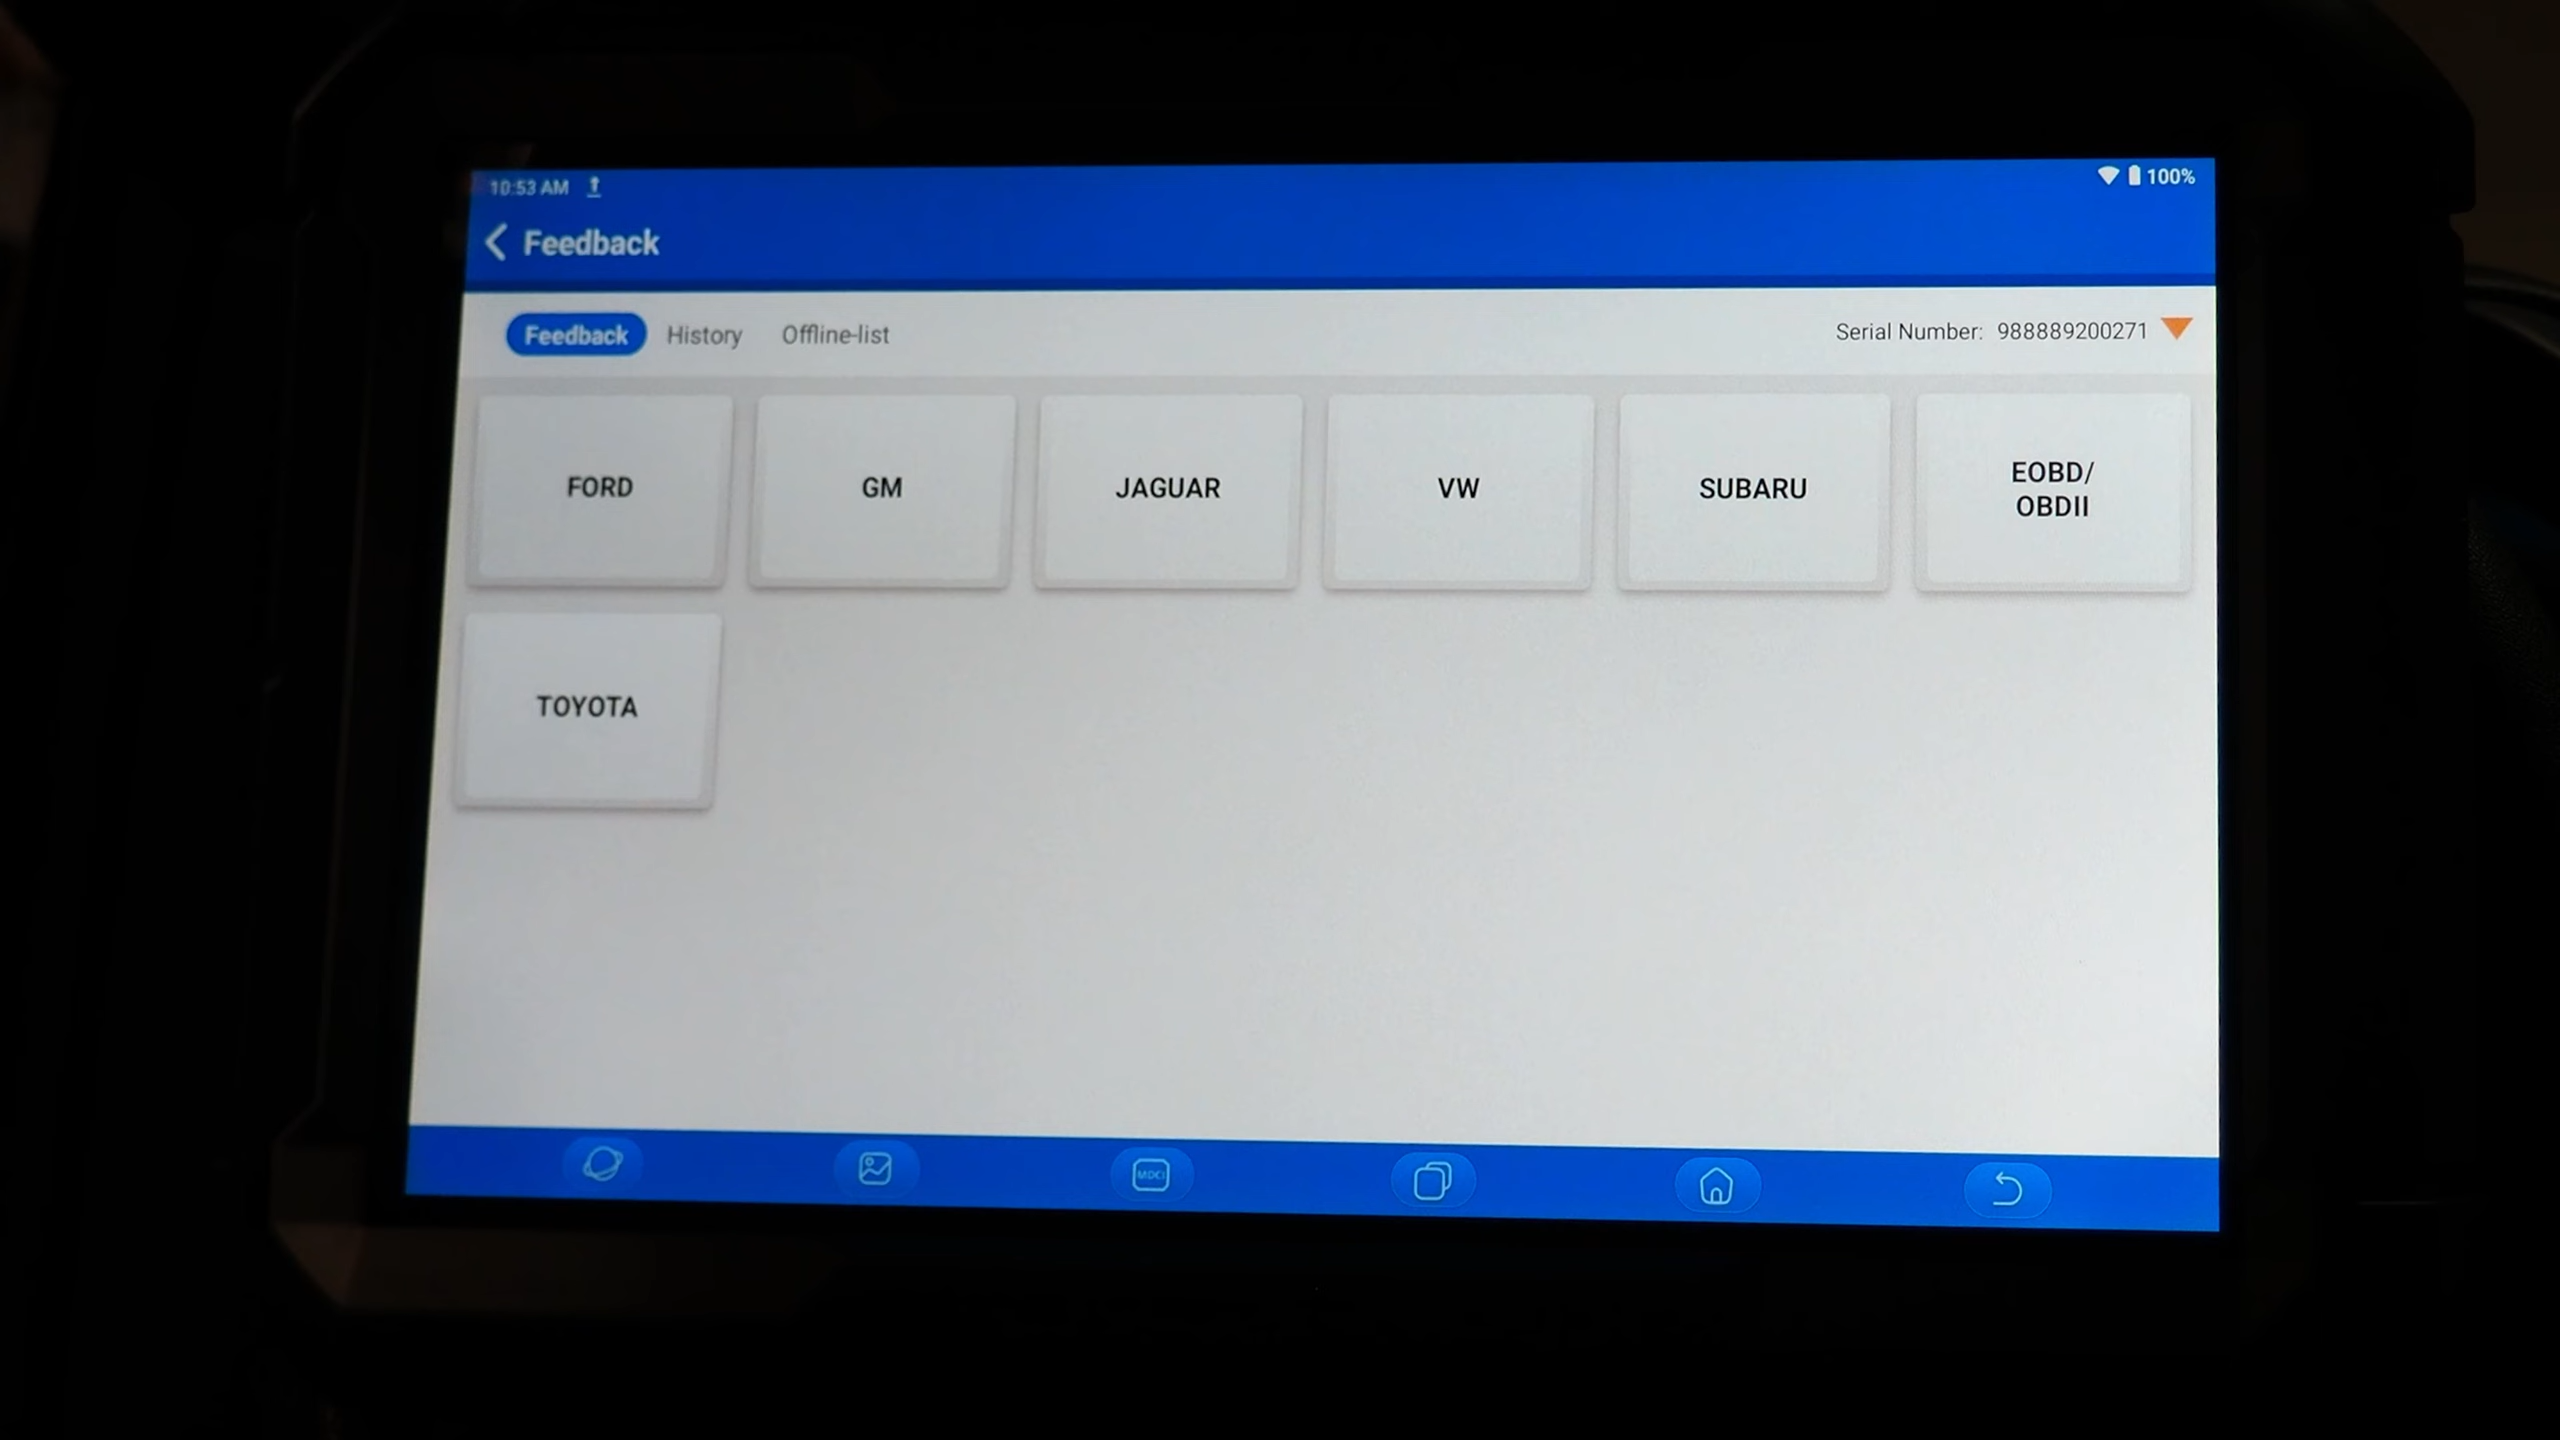 10:53 AM
100%
Feedback
Feedback
History
Offline-list
Serial Number: 988889200271
FORD
GM
JAGUAR
VW
SUBARU
EOBD/
OBDII
TOYOTA